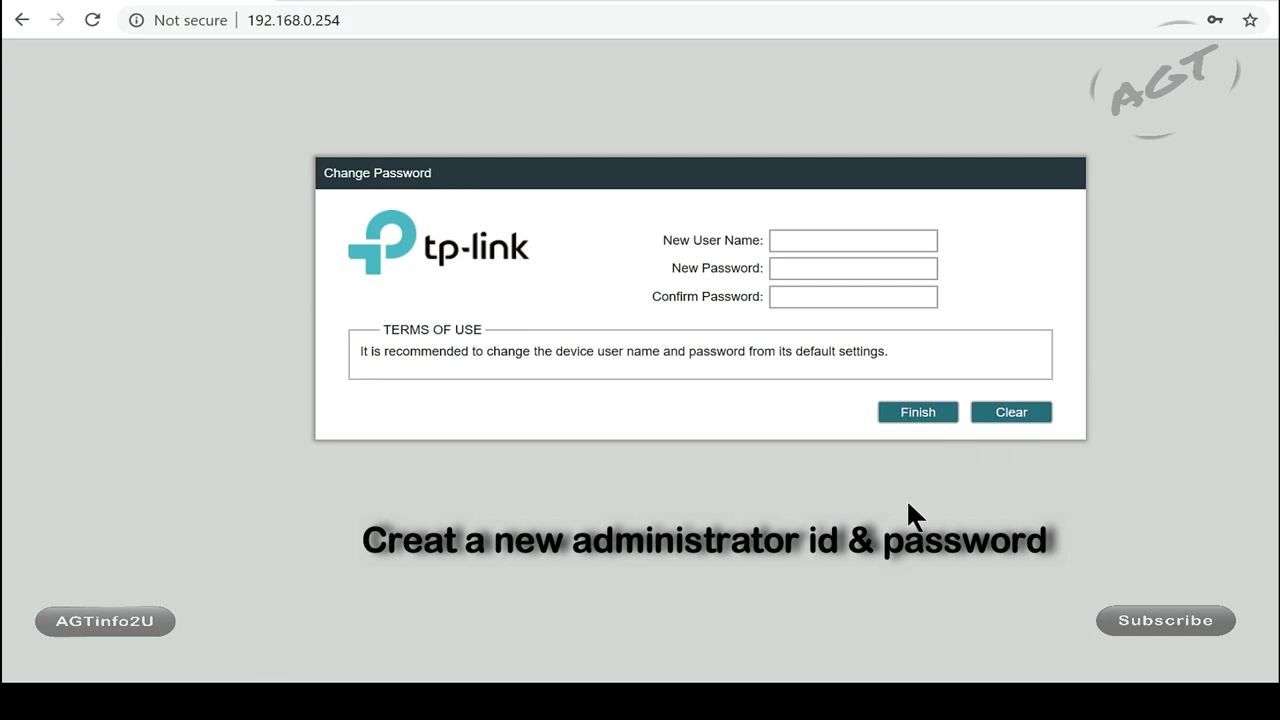 Not secure | 192.168.0.254
AGT
Change Password
tp-link
New User Name:
New Password:
Confirm Password:
TERMS OF USE
It is recommended to change the device user name and password from its default settings.
Finish Clear
Creat a new administrator id & password
AGTinfo2U
Subscribe